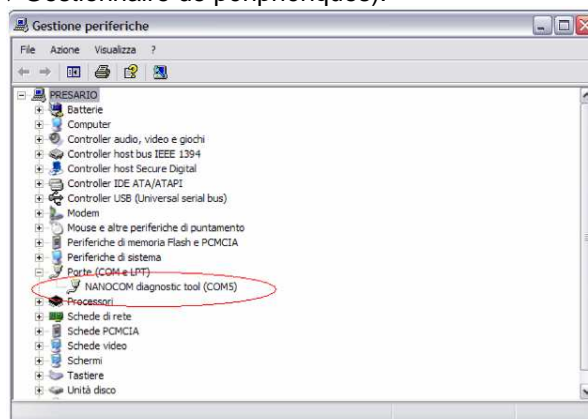 Gestionnaire de périphériques).
Gestione periferiche
File Azione Visualizza ?
PRESARIO
Batterie
Computer
Controller audio, video e giochi
Controller host bus IEEE 1394
Controller host Secure Digital
Controller IDE ATA/ATAPI
Controller USB (Universal serial bus)
Modem
Mouse e altre periferiche di puntamento
Periferiche di memoria Flash e PCMCIA
Periferiche di sistema
Porte (COM e LPT)
NANOCOM diagnostic tool (COM5)
Processori
Schede di rete
Schede PCMCIA
Schede video
Schermi
Tastiere
Unità disco